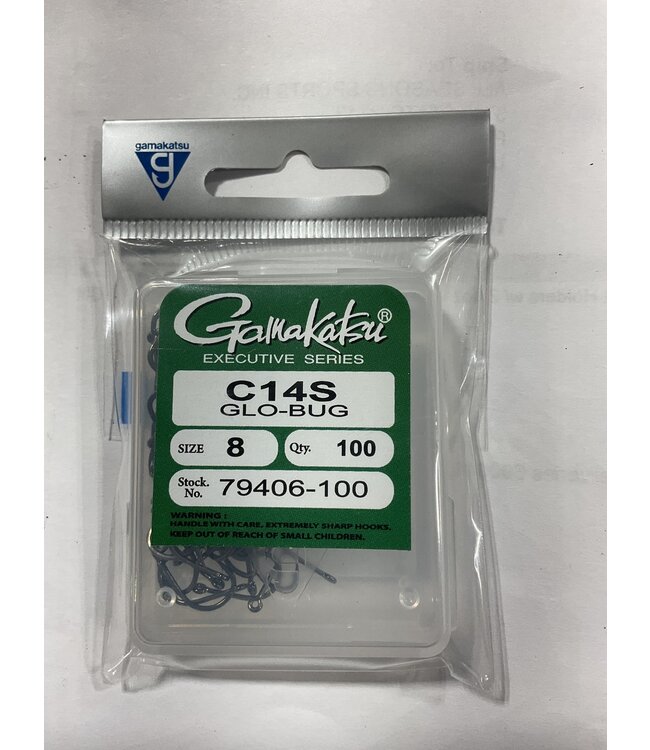 gamakatsu
Gamakatsu®
EXECUTIVE SERIES
C14S
GLO-BUG
SIZE 8 Qty. 100
Stock. No. 79406-100
WARNING :
HANDLE WITH CARE, EXTREMELY SHARP HOOKS.
KEEP OUT OF REACH OF SMALL CHILDREN.